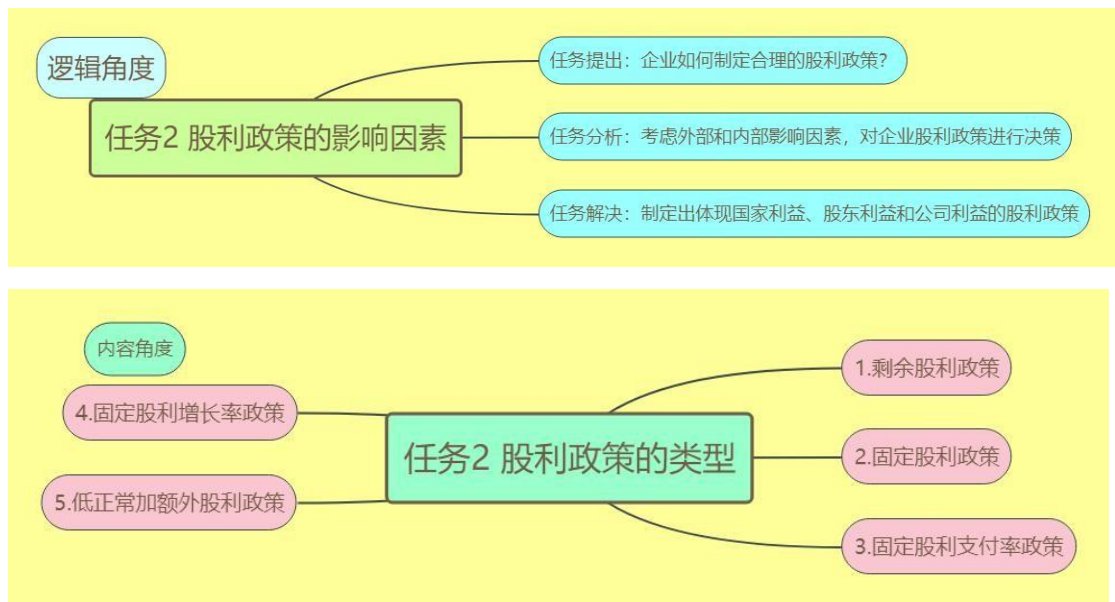 逻辑角度
任务2 股利政策的影响因素
任务提出：企业如何制定合理的股利政策？
任务分析：考虑外部和内部影响因素，对企业股利政策进行决策
任务解决：制定出体现国家利益、股东利益和公司利益的股利政策
内容角度
任务2 股利政策的类型
1.剩余股利政策
2.固定股利政策
3.固定股利支付率政策
4.固定股利增长率政策
5.低正常加额外股利政策